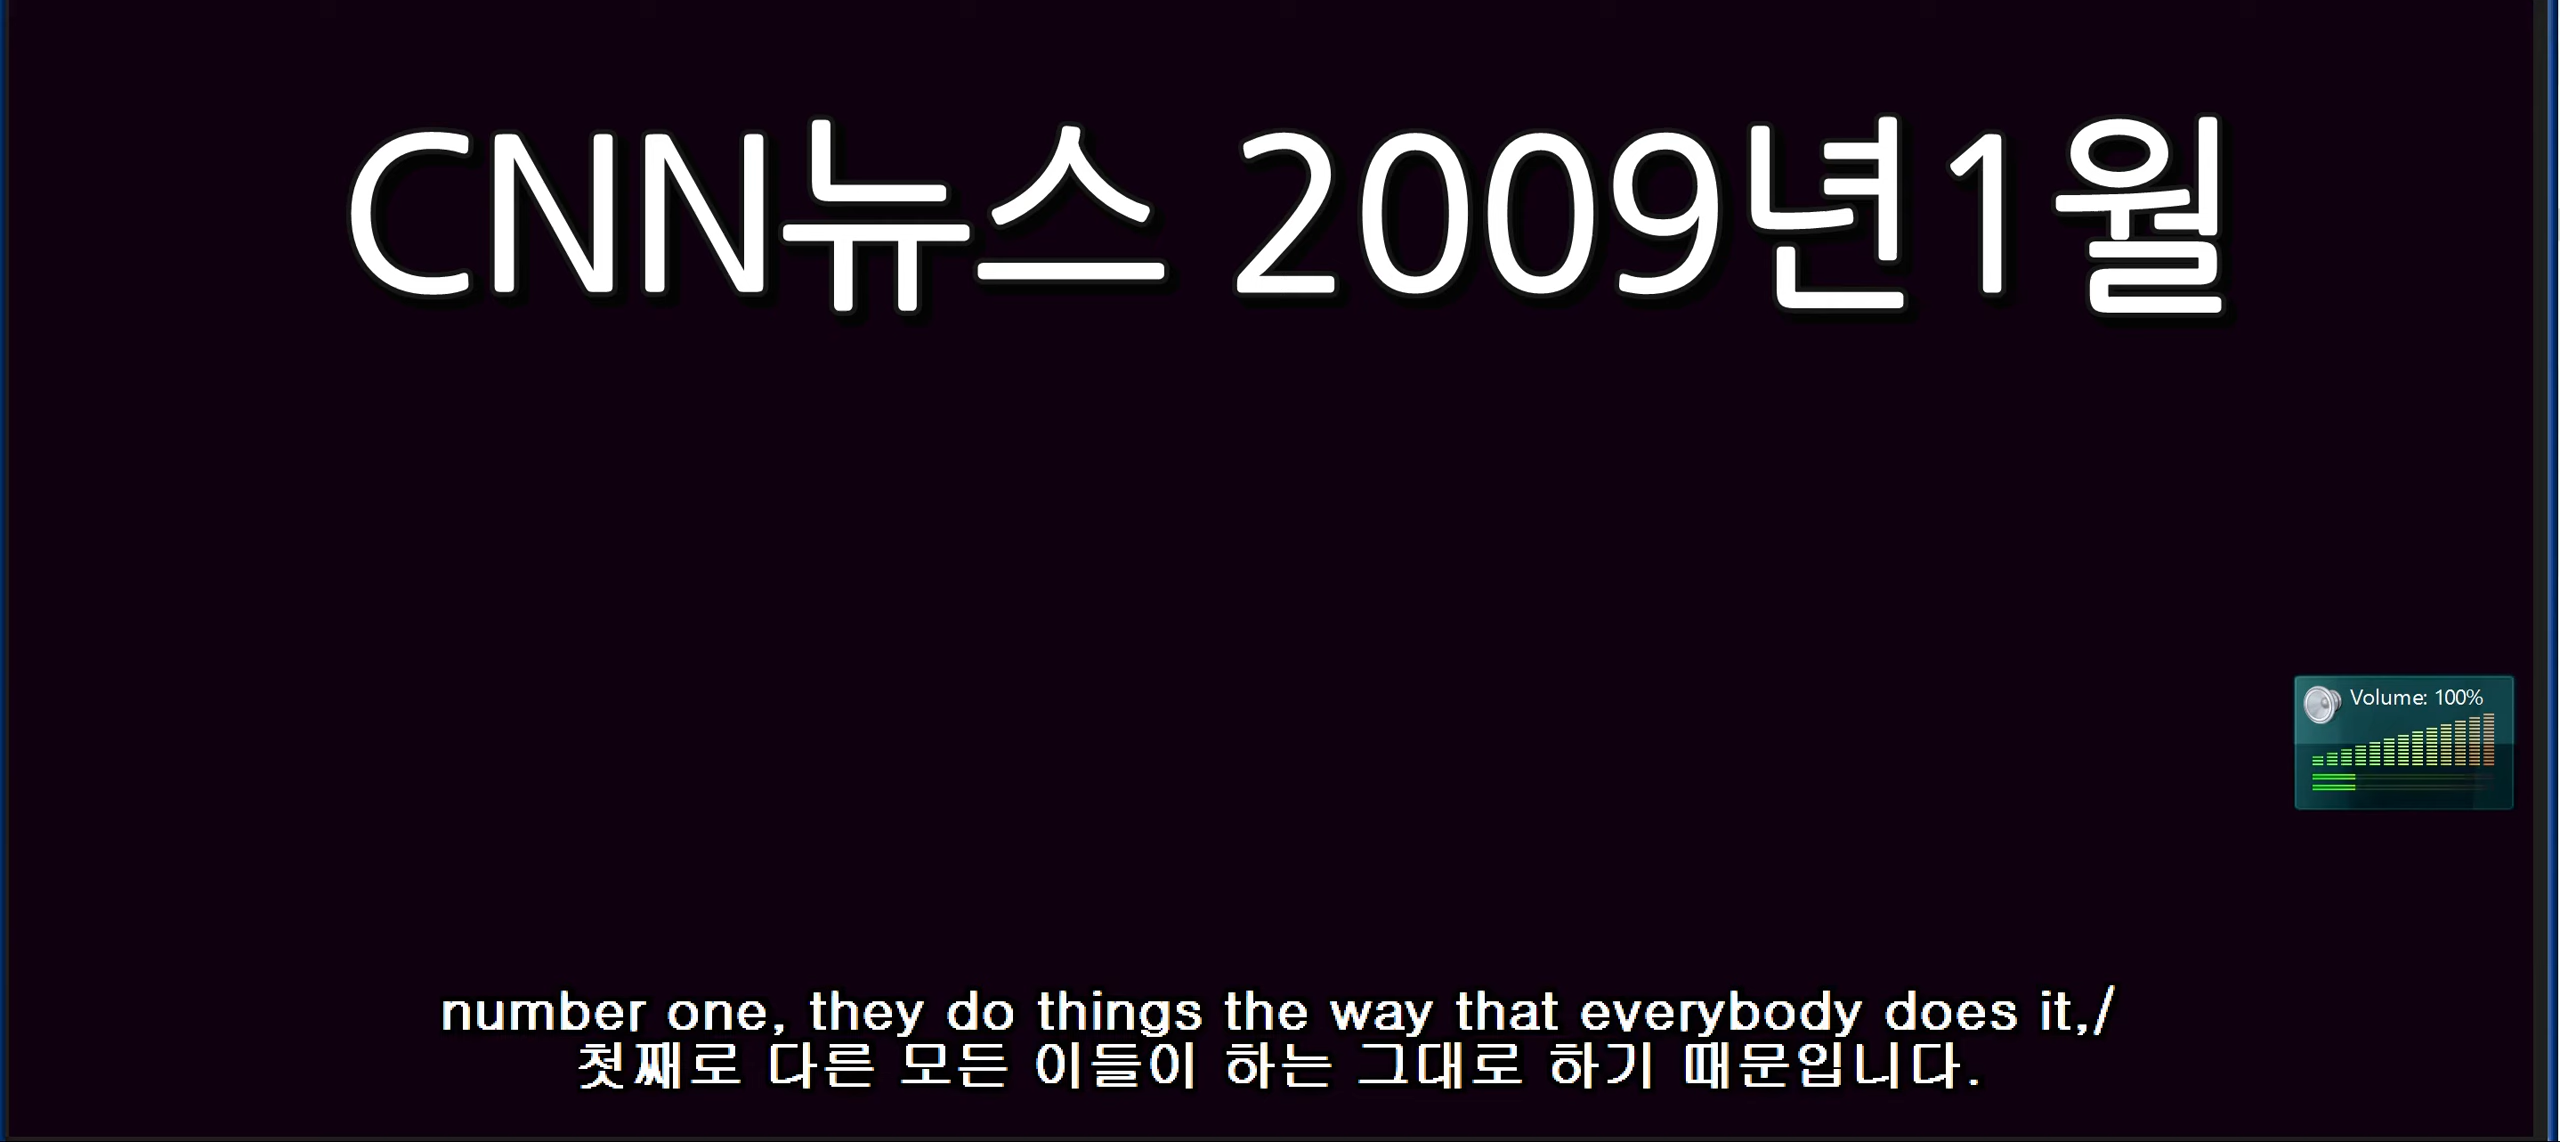 CNN뉴스 2009년1월
Volume: 100%
number one, they do things the way that everybody does it,/
첫째로 다른 모든 이들이 하는 그대로 하기 때문입니다.